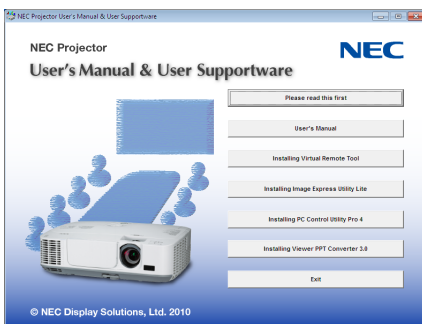 NEC Projector User's Manual & User Supportware
NEC Projector
NEC
User's Manual & User Supportware
Please read this first
User's Manual
Installing Virtual Remote Tool
Installing Image Express Utility Lite
Installing PC Control Utility Pro 4
Installing Viewer PPT Converter 3.0
Exit
© NEC Display Solutions, Ltd. 2010